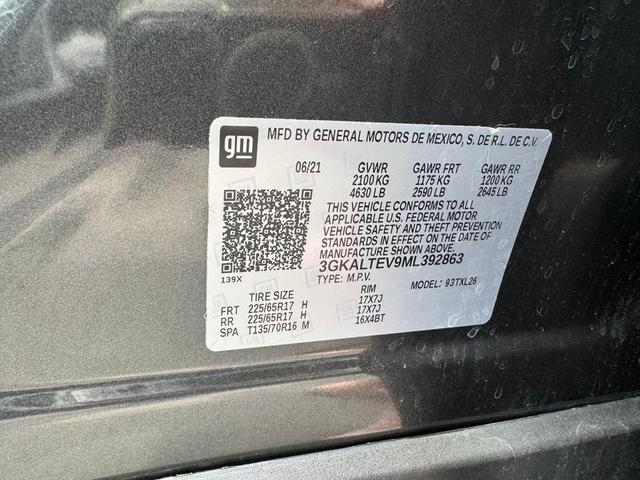 gm
MFD BY GENERAL MOTORS DE MEXICO, S. DE R.L. DE C.V.
06/21 GVWR GAWR FRT GAWR RR
2100 KG 1175 KG 1200 KG
4630 LB 2590 LB 2645 LB
THIS VEHICLE CONFORMS TO ALL
APPLICABLE U.S. FEDERAL MOTOR
VEHICLE SAFETY AND THEFT PREVENTION
STANDARDS IN EFFECT ON THE DATE OF
MANUFACTURE SHOWN ABOVE.
3GKALTEV9ML392863
139X
TYPE: M.P.V. MODEL: 93TXL26
TIRE SIZE RIM
FRT 225/65R17 H 17X7J
RR 225/65R17 H 17X7J
SPA T135/70R16 M 16X4BT